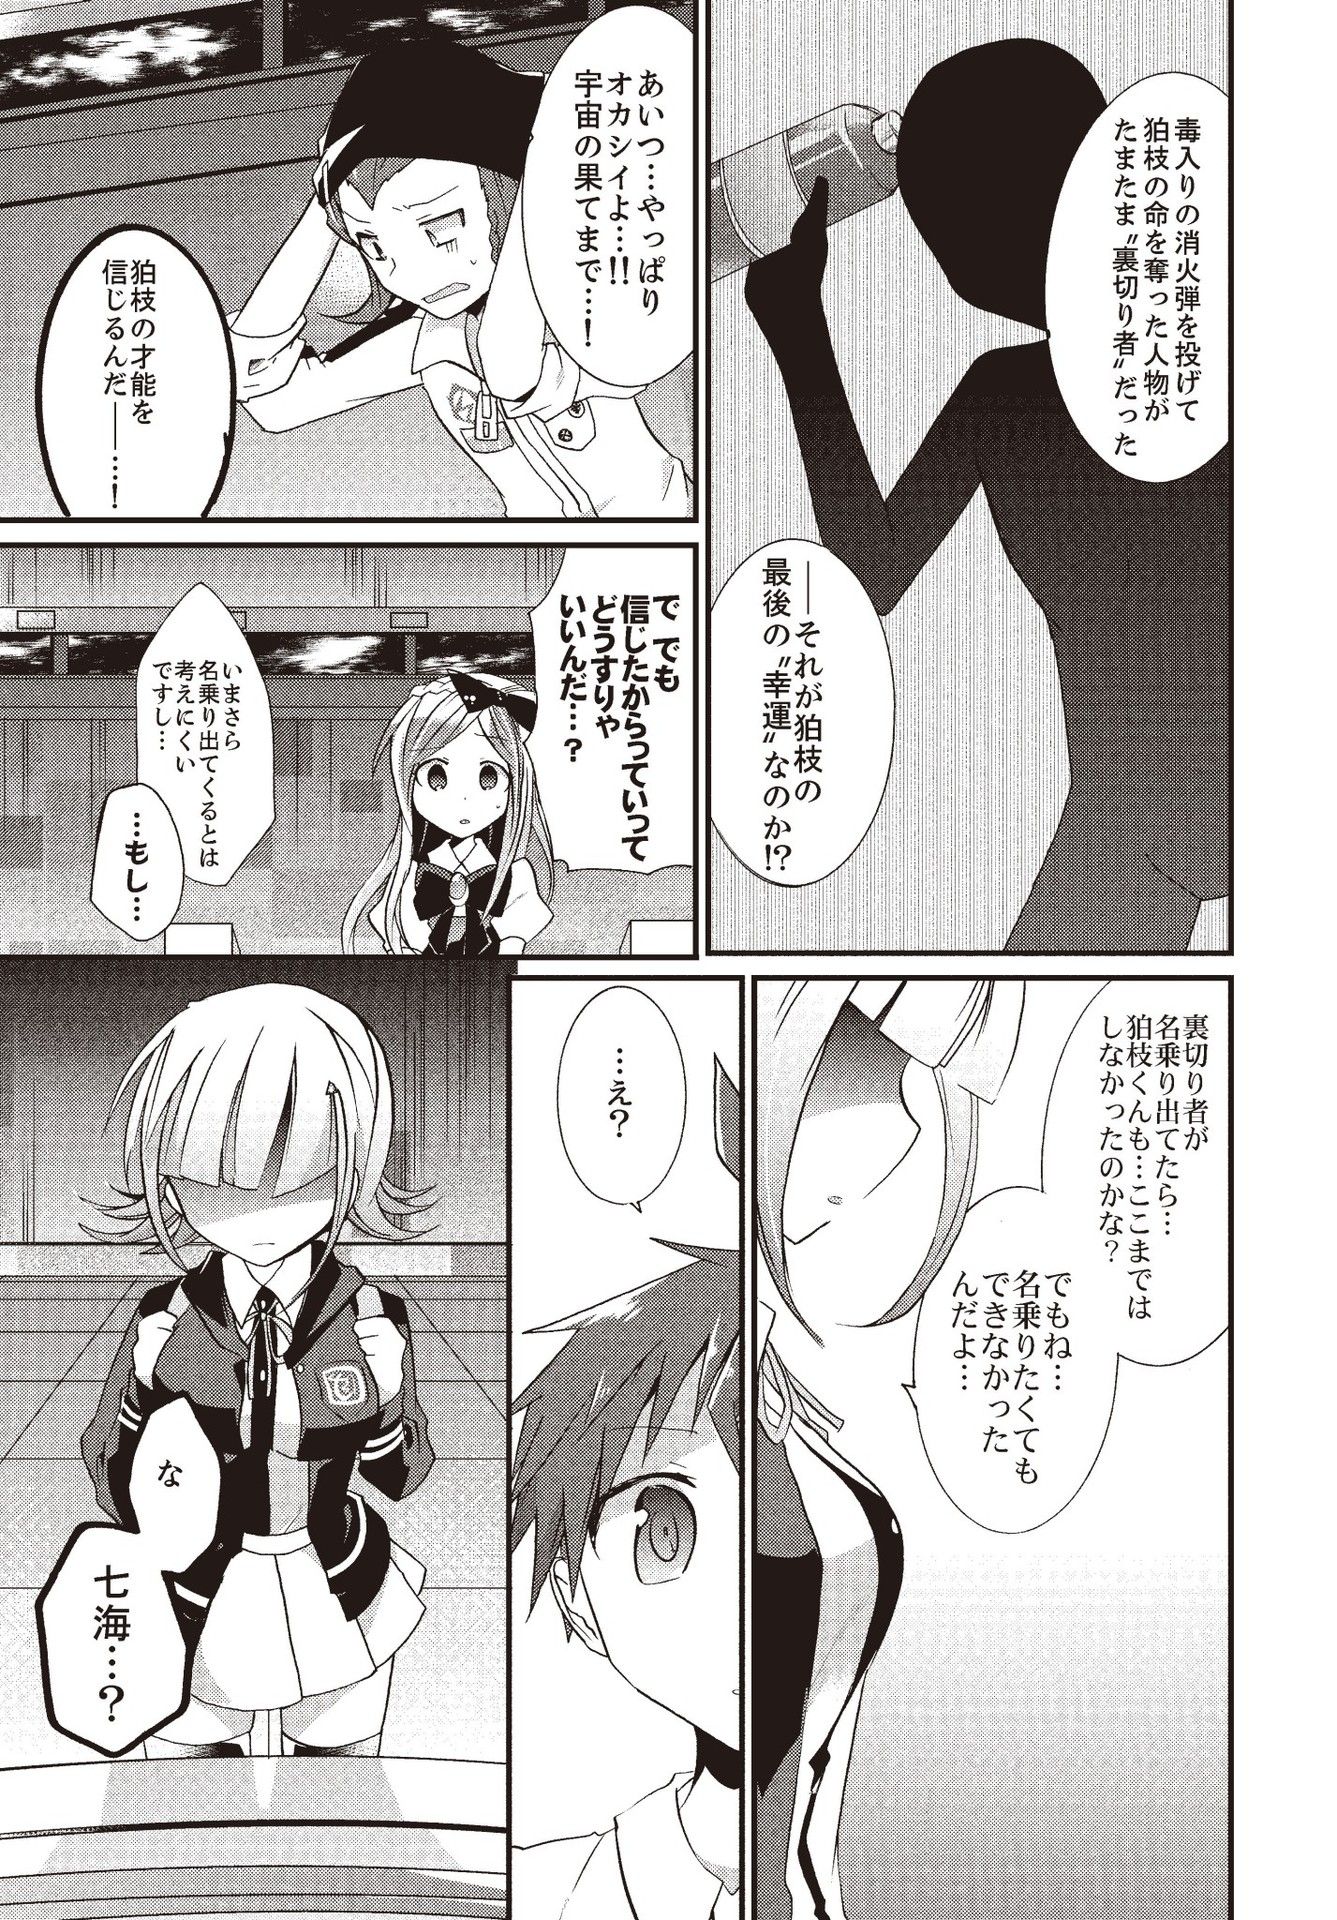 毒入りの消火弾を投げて
狛枝の命を奪った人物が
たまたま〝裏切り者〟だった
――それが狛枝の
最後の〝幸運〟なのか!?
あいつ…やっぱり
オカシイよ…!!
宇宙の果てまで…!
狛枝の才能を
信じるんだ――…!
で でも
信じたからっていって
どうすりゃ
いいんだ…?
いまさら
名乗り出てくるとは
考えにくい
ですし…
…もし…
裏切り者が
名乗り出てたら…
狛枝くんも…ここまでは
しなかったのかな?
でもね…
名乗りたくても
できなかった
んだよ…
…え?
な
七海…?